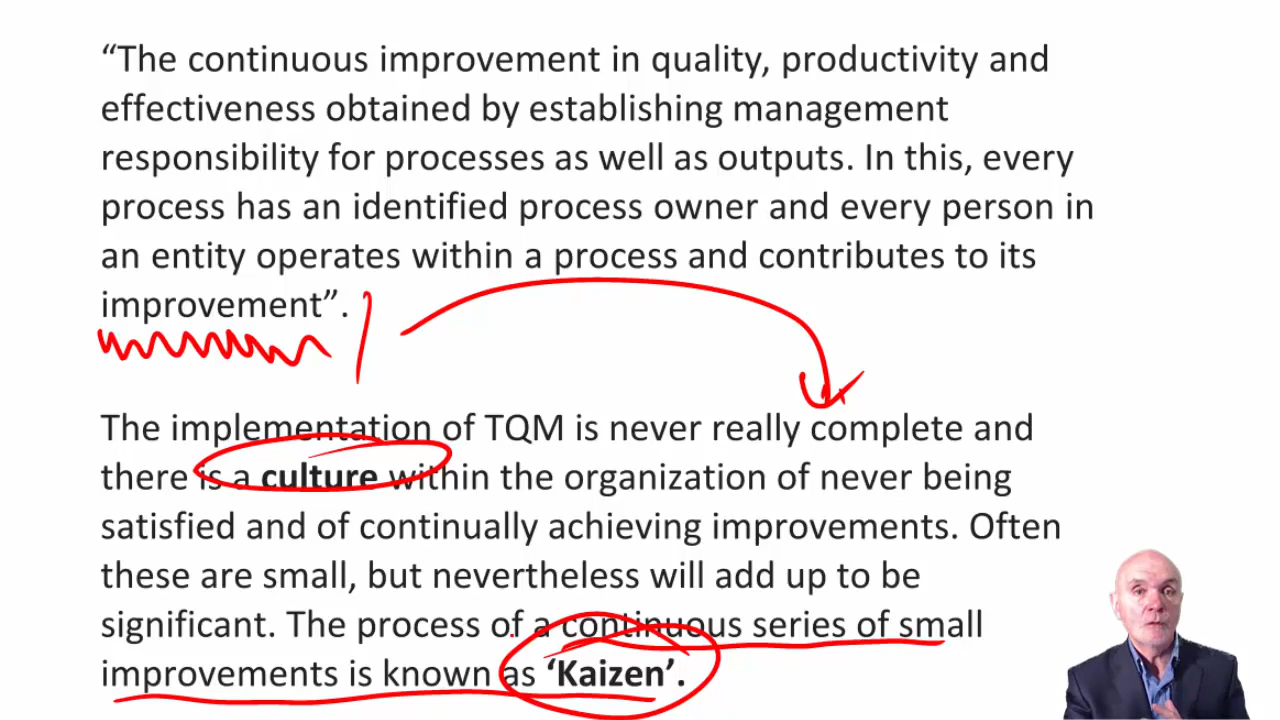 “The continuous improvement in quality, productivity and
effectiveness obtained by establishing management
responsibility for processes as well as outputs. In this, every
process has an identified process owner and every person in
an entity operates within a process and contributes to its
improvement”.
The implementation of TQM is never really complete and
there is a culture within the organization of never being
satisfied and of continually achieving improvements. Often
these are small, but nevertheless will add up to be
significant. The process of a continuous series of small
improvements is known as ‘Kaizen’.